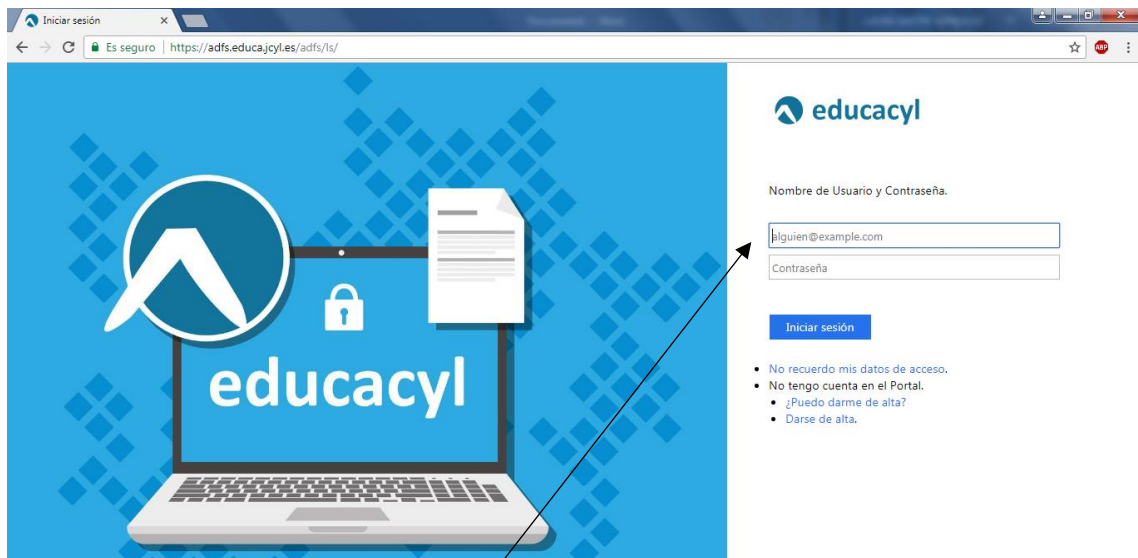 Iniciar sesión
Es seguro | https://adfs.educa.jcyl.es/adfs/ls/
ABP
educacyl
educacyl
Nombre de Usuario y Contraseña.
alguien@example.com
Contraseña
Iniciar sesión
No recuerdo mis datos de acceso.
No tengo cuenta en el Portal.
¿Puedo darme de alta?
Darse de alta.